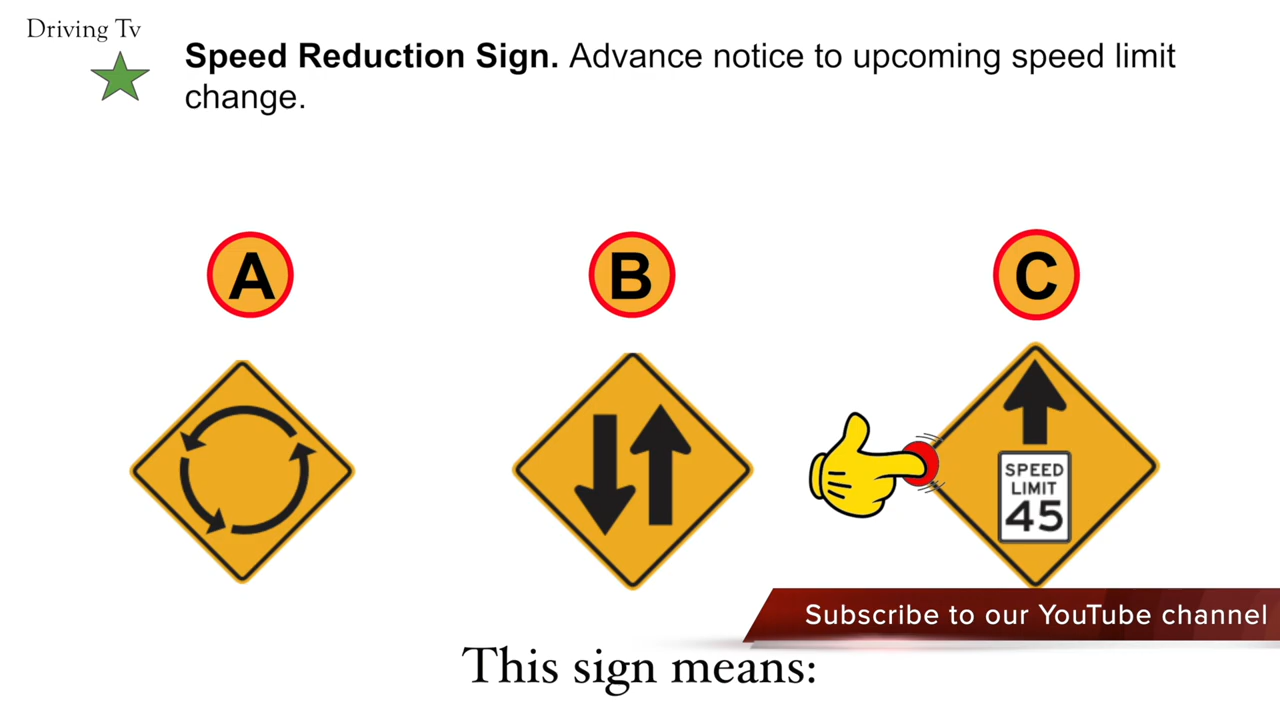 Driving Tv
Speed Reduction Sign. Advance notice to upcoming speed limit
change.
A
B
C
SPEED
LIMIT
45
Subscribe to our YouTube channel
This sign means: